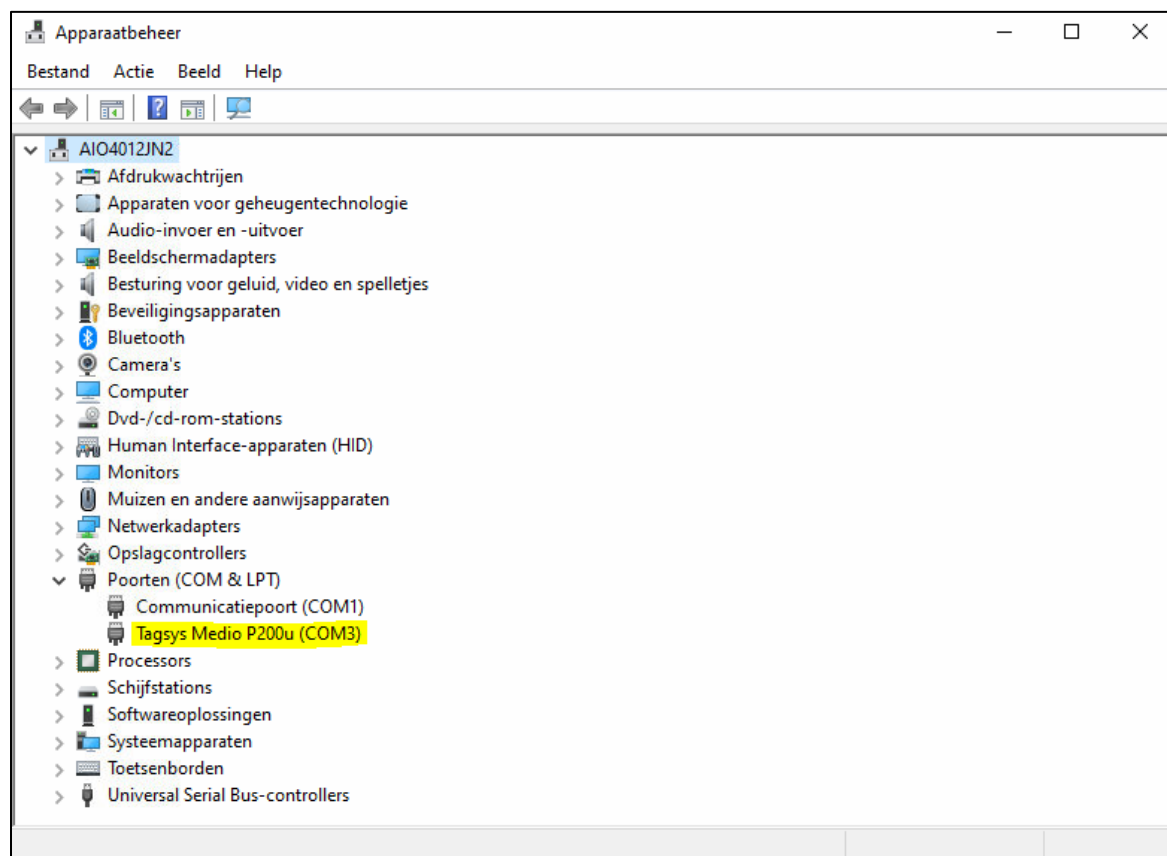 Apparaatbeheer
Bestand Actie Beeld Help
AIO4012JN2
Afdrukwachtrijen
Apparaten voor geheugentechnologie
Audio-invoer en -uitvoer
Beeldschermadapters
Besturing voor geluid, video en spelletjes
Beveiligingsapparaten
Bluetooth
Camera's
Computer
Dvd-/cd-rom-stations
Human Interface-apparaten (HID)
Monitors
Muizen en andere aanwijsapparaten
Netwerkadapters
Opslagcontrollers
Poorten (COM & LPT)
Communicatiepoort (COM1)
Tagsys Medio P200u (COM3)
Processors
Schijfstations
Softwareoplossingen
Systeemapparaten
Toetsenborden
Universal Serial Bus-controllers